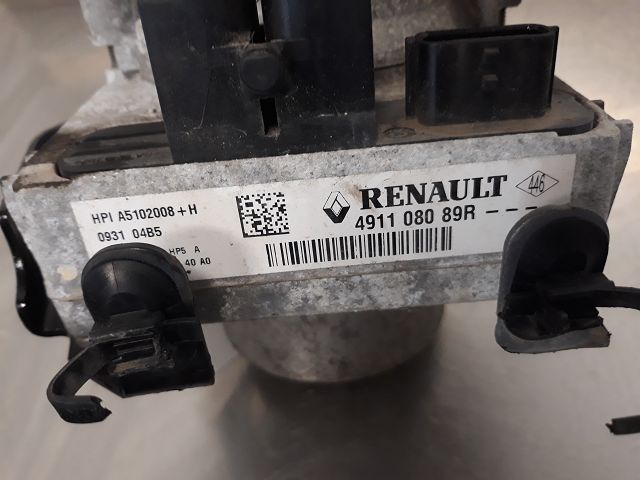 HPI A5102008+H
0931 04B5
HP5 A
40 A0
RENAULT
446
4911 080 89R---